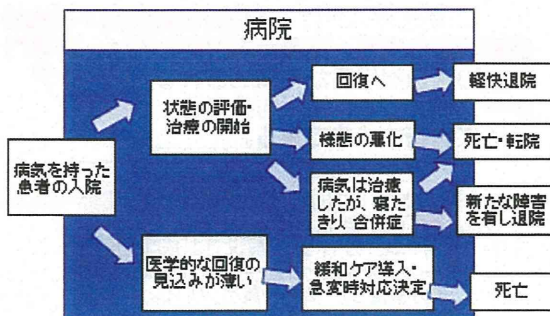 病院
状態の評価・
治療の開始
回復へ
軽快退院
様態の悪化
死亡・転院
病気を持った
患者の入院
病気は治癒
したが、寝た
きり、合併症
新たな障害
を有し退院
医学的な回復の
見込みが薄い
緩和ケア導入・
急変時対応決定
死亡